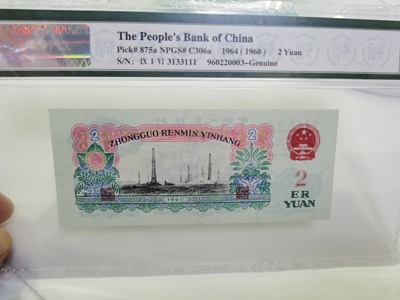 The People's Bank of China
Pick# 875a NPGS# C306a 1964 (1960) 2 Yuan
S/N: IX I VI 3133111 960220003--Genuine
2 ZHONGGUO RENMIN YINHANG 2
2
ER
YUAN
1960